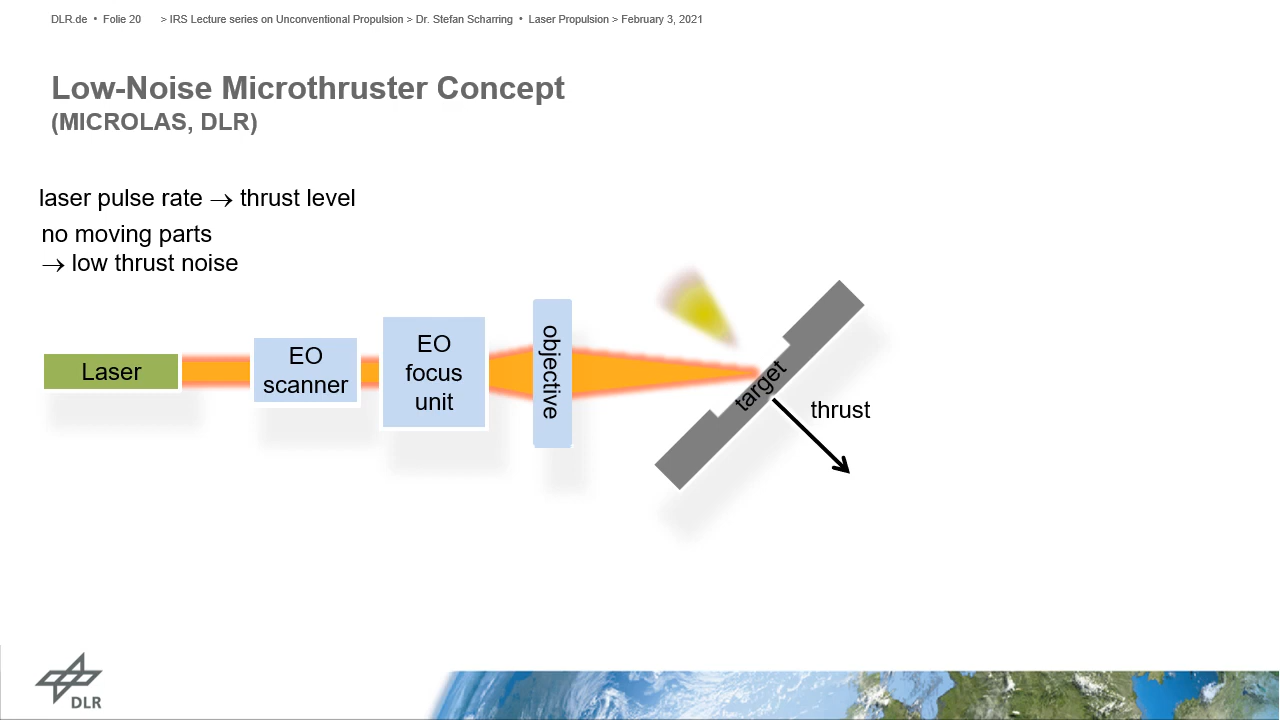 DLR.de • Folie 20 > IRS Lecture series on Unconventional Propulsion > Dr. Stefan Scharring • Laser Propulsion > February 3, 2021
Low-Noise Microthruster Concept
(MICROLAS, DLR)
laser pulse rate → thrust level
no moving parts
→ low thrust noise
Laser
EO
scanner
EO
focus
unit
objective
target
thrust
DLR